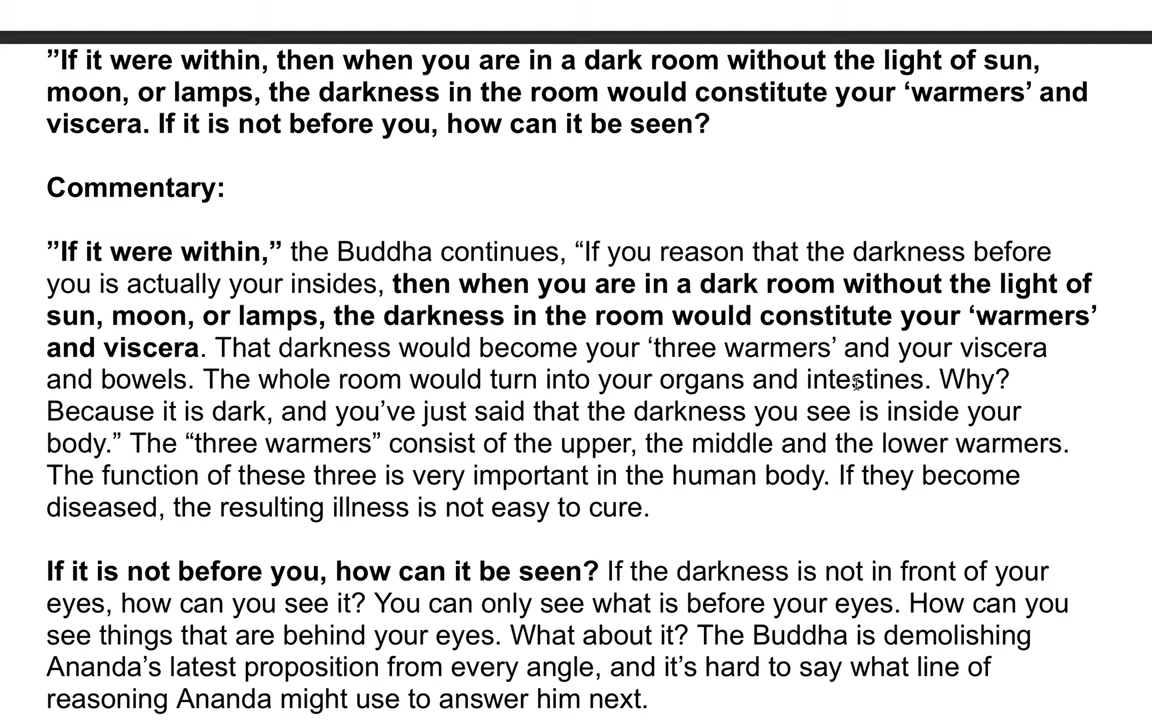 ”If it were within, then when you are in a dark room without the light of sun,
moon, or lamps, the darkness in the room would constitute your ‘warmers’ and
viscera. If it is not before you, how can it be seen?
Commentary:
”If it were within,” the Buddha continues, “If you reason that the darkness before
you is actually your insides, then when you are in a dark room without the light of
sun, moon, or lamps, the darkness in the room would constitute your ‘warmers’
and viscera. That darkness would become your ‘three warmers’ and your viscera
and bowels. The whole room would turn into your organs and intestines. Why?
Because it is dark, and you’ve just said that the darkness you see is inside your
body.” The “three warmers” consist of the upper, the middle and the lower warmers.
The function of these three is very important in the human body. If they become
diseased, the resulting illness is not easy to cure.
If it is not before you, how can it be seen? If the darkness is not in front of your
eyes, how can you see it? You can only see what is before your eyes. How can you
see things that are behind your eyes. What about it? The Buddha is demolishing
Ananda’s latest proposition from every angle, and it’s hard to say what line of
reasoning Ananda might use to answer him next.